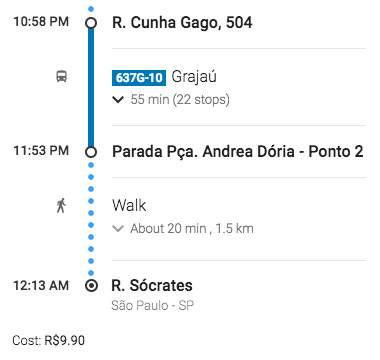 10:58 PM R. Cunha Gago, 504
637G-10 Grajaú
55 min (22 stops)
11:53 PM Parada Pça. Andrea Dória - Ponto 2
Walk
About 20 min , 1.5 km
12:13 AM R. Sócrates
São Paulo - SP
Cost: R$9.90